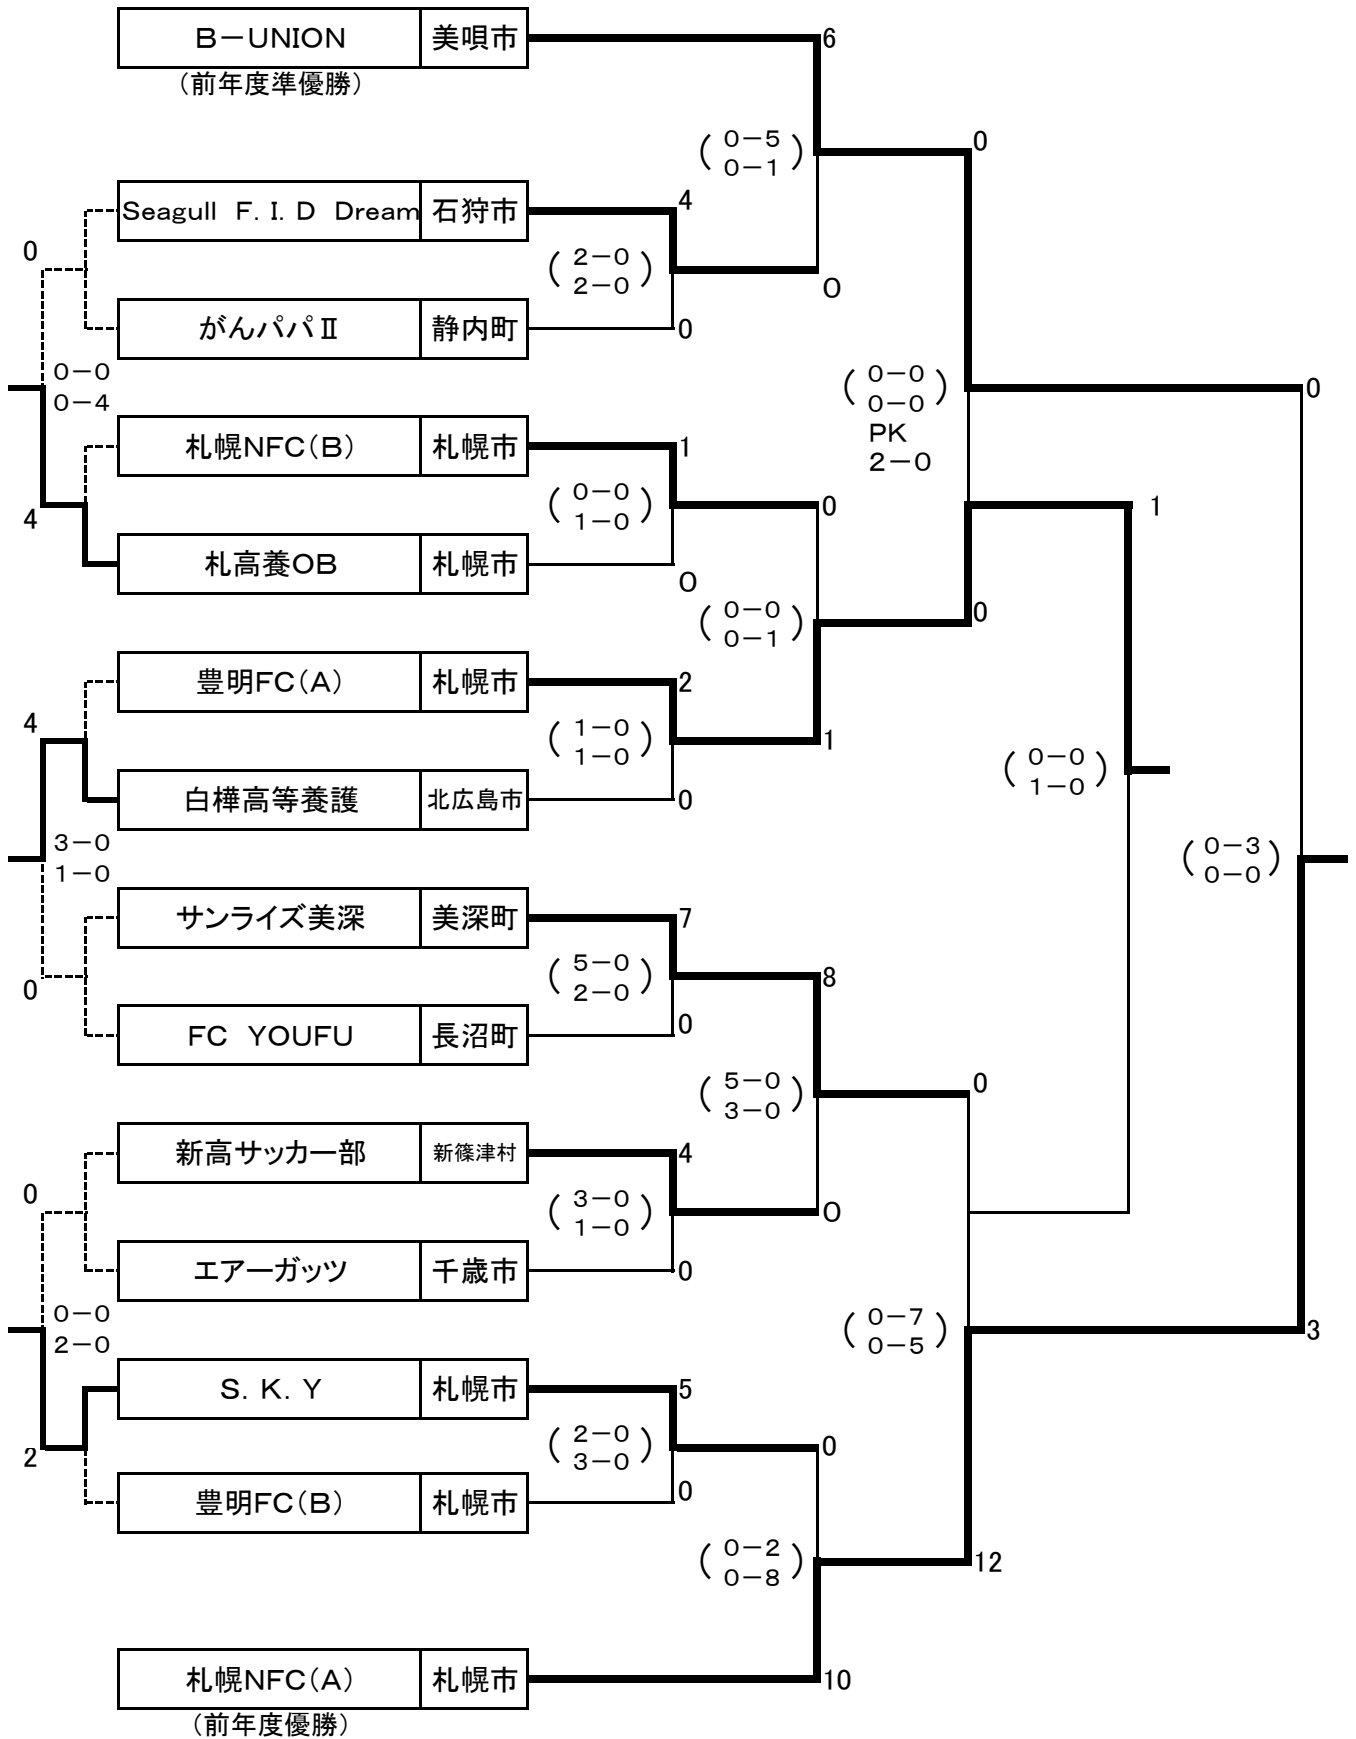 B－UNION 美唄市 6
（前年度準優勝）
( 0－5 ) 0
0－1
Seagull F. I. D Dream 石狩市 4
0 ( 2－0 )
2－0 0
がんパパⅡ 静内町 0
0－0 ( 0－0 ) 0
0－4 0－0
PK
2－0
札幌NFC（B） 札幌市 1
( 0－0 ) 0 1
4 1－0
札高養OB 札幌市 0
( 0－0 ) 0
0－1
豊明FC（A） 札幌市 2
4 ( 1－0 ) 1
1－0
( 0－0 )
1－0
白樺高等養護 北広島市 0
3－0 ( 0－3 )
1－0 0－0
サンライズ美深 美深町 7
0 ( 5－0 ) 8
2－0
FC YOUFU 長沼町 0
( 5－0 ) 0
3－0
新高サッカー部 新篠津村 4
0 ( 3－0 ) 0
1－0
エアーガッツ 千歳市 0
0－0 ( 0－7 ) 3
2－0 0－5
S. K. Y 札幌市 5
2 ( 2－0 ) 0
3－0
豊明FC（B） 札幌市 0
( 0－2 ) 12
0－8
札幌NFC（A） 札幌市 10
（前年度優勝）